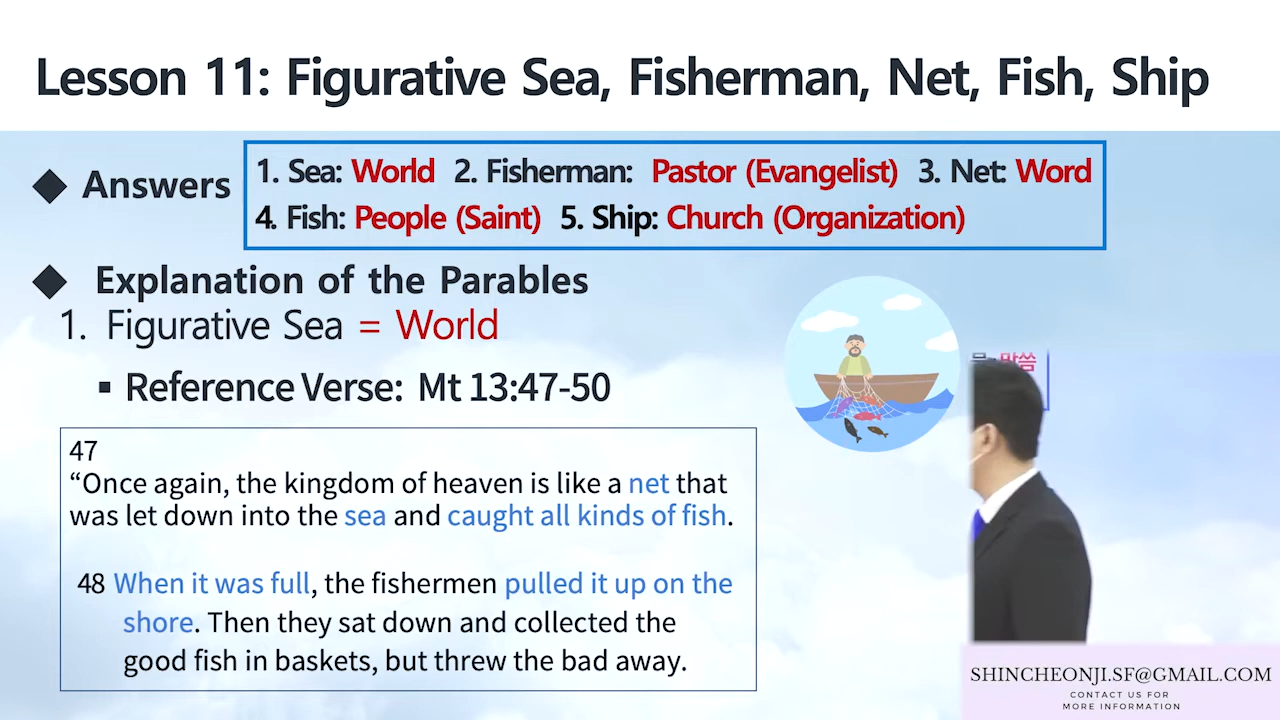 Lesson 11: Figurative Sea, Fisherman, Net, Fish, Ship
◆ Answers
1. Sea: World 2. Fisherman: Pastor (Evangelist) 3. Net: Word
4. Fish: People (Saint) 5. Ship: Church (Organization)
◆ Explanation of the Parables
1. Figurative Sea = World
▪ Reference Verse: Mt 13:47-50
47
“Once again, the kingdom of heaven is like a net that
was let down into the sea and caught all kinds of fish.
48 When it was full, the fishermen pulled it up on the
shore. Then they sat down and collected the
good fish in baskets, but threw the bad away.
말씀
SHINCHEONJI.SF@GMAIL.COM
CONTACT US FOR
MORE INFORMATION